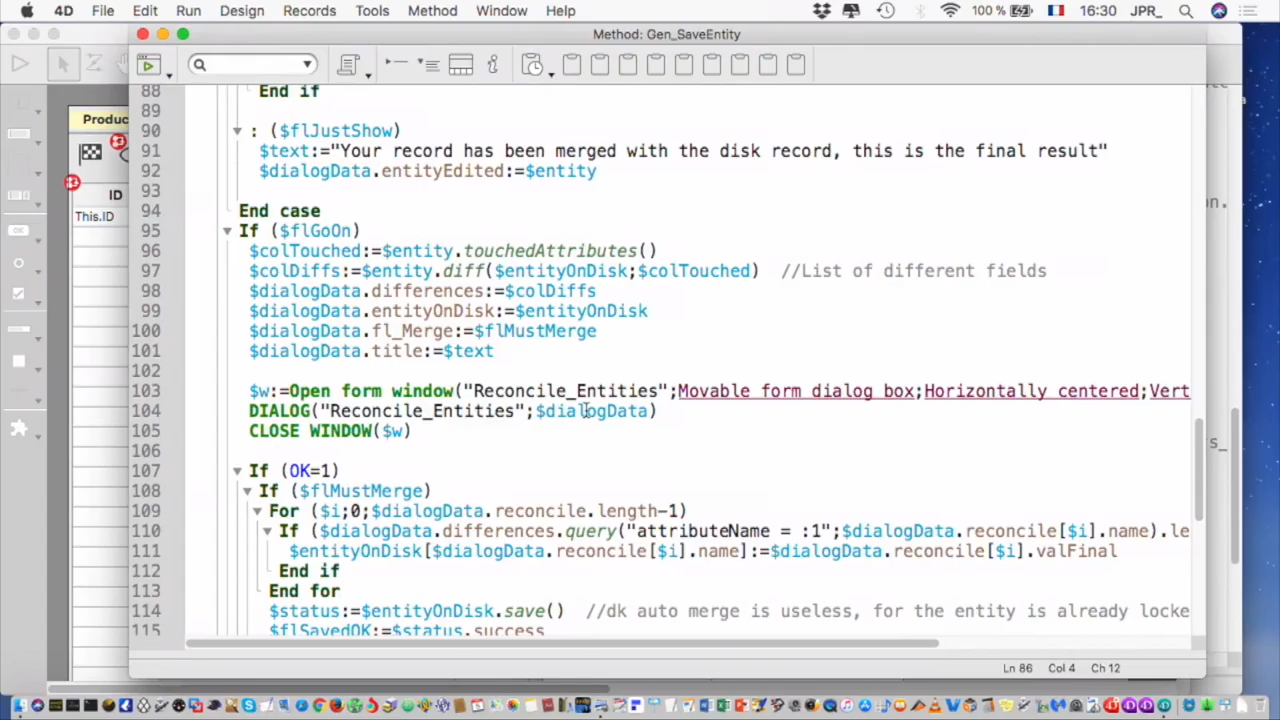 4D File Edit Run Design Records Tools Method Window Help 100 % 16:30 JPR_
Method: Gen_SaveEntity
Produc
ID
This.ID
88 End if
89
90 : ($flJustShow)
91 $text:="Your record has been merged with the disk record, this is the final result"
92 $dialogData.entityEdited:=$entity
93
94 End case
95 If ($flGoOn)
96 $colTouched:=$entity.touchedAttributes()
97 $colDiffs:=$entity.diff($entityOnDisk;$colTouched) //List of different fields
98 $dialogData.differences:=$colDiffs
99 $dialogData.entityOnDisk:=$entityOnDisk
100 $dialogData.fl_Merge:=$flMustMerge
101 $dialogData.title:=$text
102
103 $w:=Open form window("Reconcile_Entities";Movable form dialog box;Horizontally centered;Vert
104 DIALOG("Reconcile_Entities";$dialogData)
105 CLOSE WINDOW($w)
106
107 If (OK=1)
108 If ($flMustMerge)
109 For ($i;0;$dialogData.reconcile.length-1)
110 If ($dialogData.differences.query("attributeName = :1";$dialogData.reconcile[$i].name).le
111 $entityOnDisk[$dialogData.reconcile[$i].name]:=$dialogData.reconcile[$i].valFinal
112 End if
113 End for
114 $status:=$entityOnDisk.save() //dk auto merge is useless, for the entity is already locke
115 $flSavedOK:=$status.success
Ln 86 Col 4 Ch 12